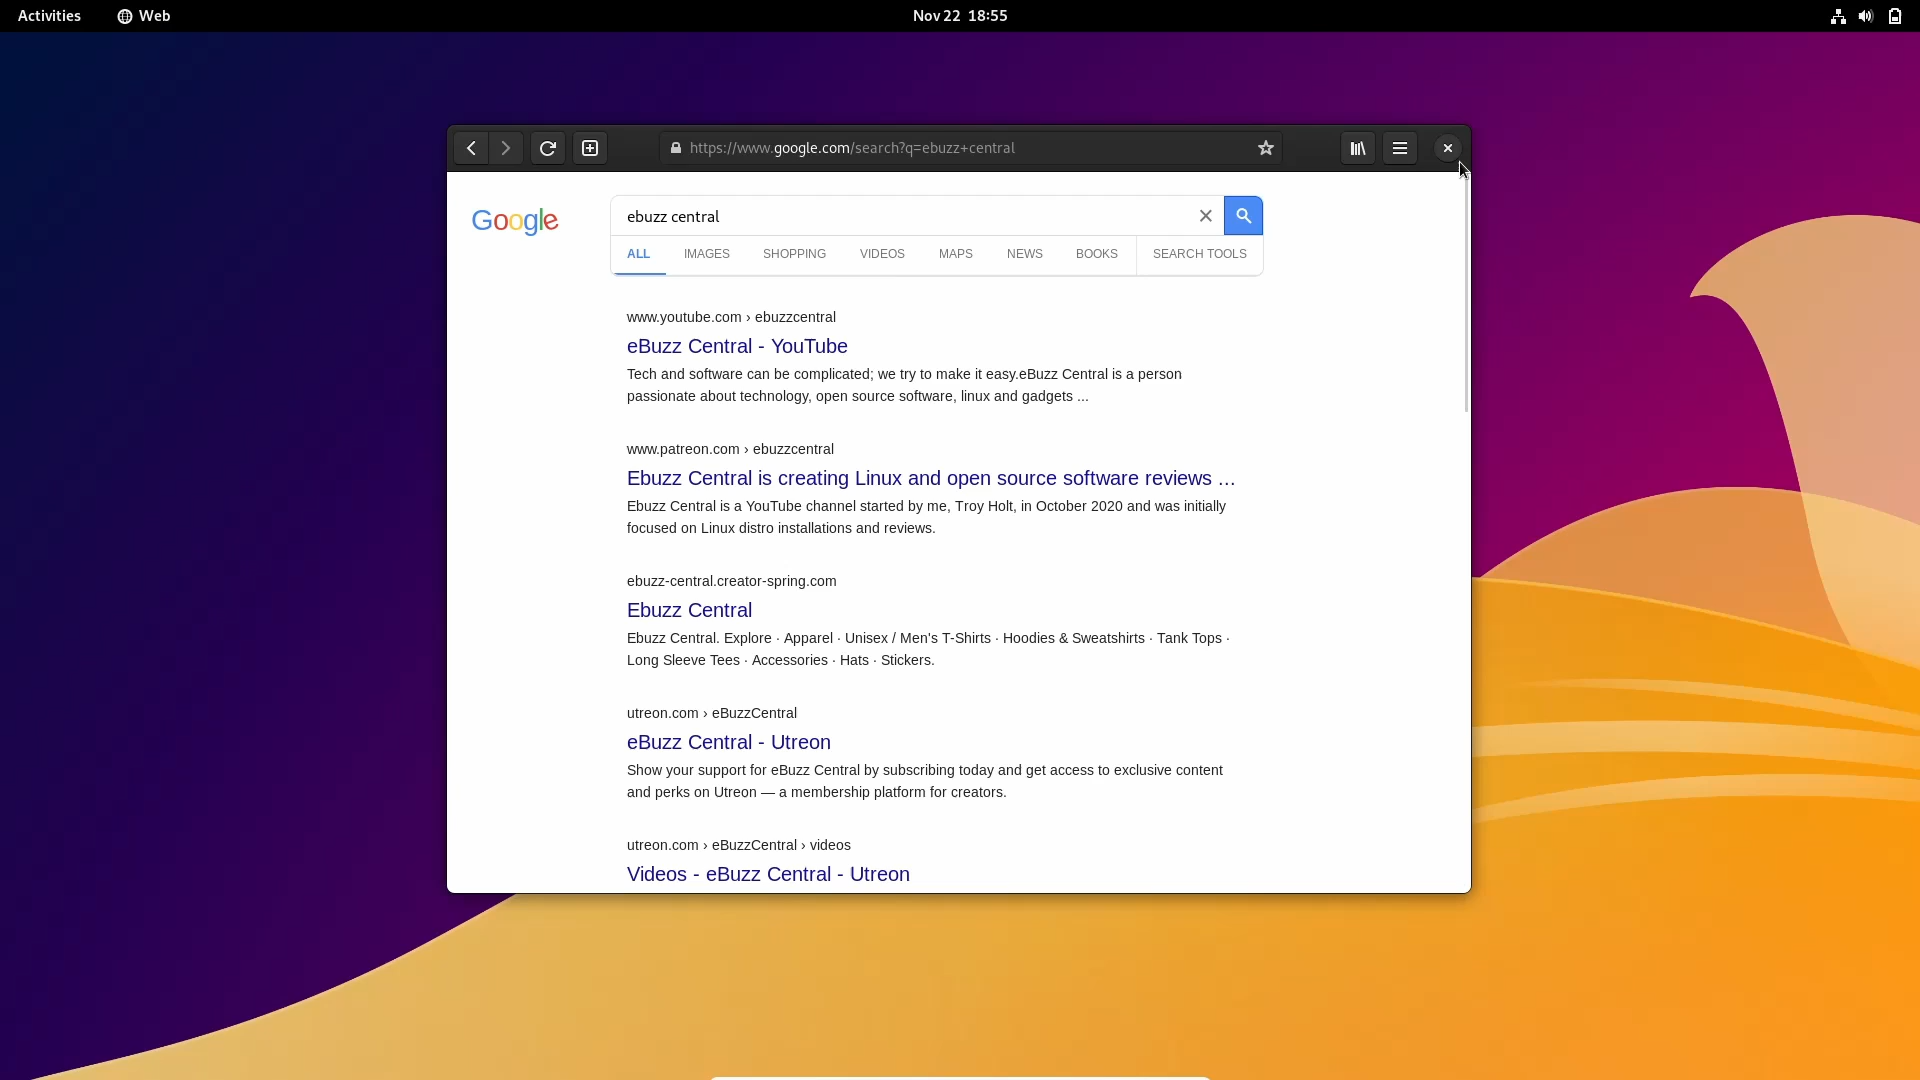 Activities
Web
Nov 22 18:55
https://www.google.com/search?q=ebuzz+central
Google
ebuzz central
ALL IMAGES SHOPPING VIDEOS MAPS NEWS BOOKS SEARCH TOOLS
www.youtube.com › ebuzzcentral
eBuzz Central - YouTube
Tech and software can be complicated; we try to make it easy.eBuzz Central is a person
passionate about technology, open source software, linux and gadgets ...
www.patreon.com › ebuzzcentral
Ebuzz Central is creating Linux and open source software reviews ...
Ebuzz Central is a YouTube channel started by me, Troy Holt, in October 2020 and was initially
focused on Linux distro installations and reviews.
ebuzz-central.creator-spring.com
Ebuzz Central
Ebuzz Central. Explore · Apparel · Unisex / Men's T-Shirts · Hoodies & Sweatshirts · Tank Tops ·
Long Sleeve Tees · Accessories · Hats · Stickers.
utreon.com › eBuzzCentral
eBuzz Central - Utreon
Show your support for eBuzz Central by subscribing today and get access to exclusive content
and perks on Utreon — a membership platform for creators.
utreon.com › eBuzzCentral › videos
Videos - eBuzz Central - Utreon